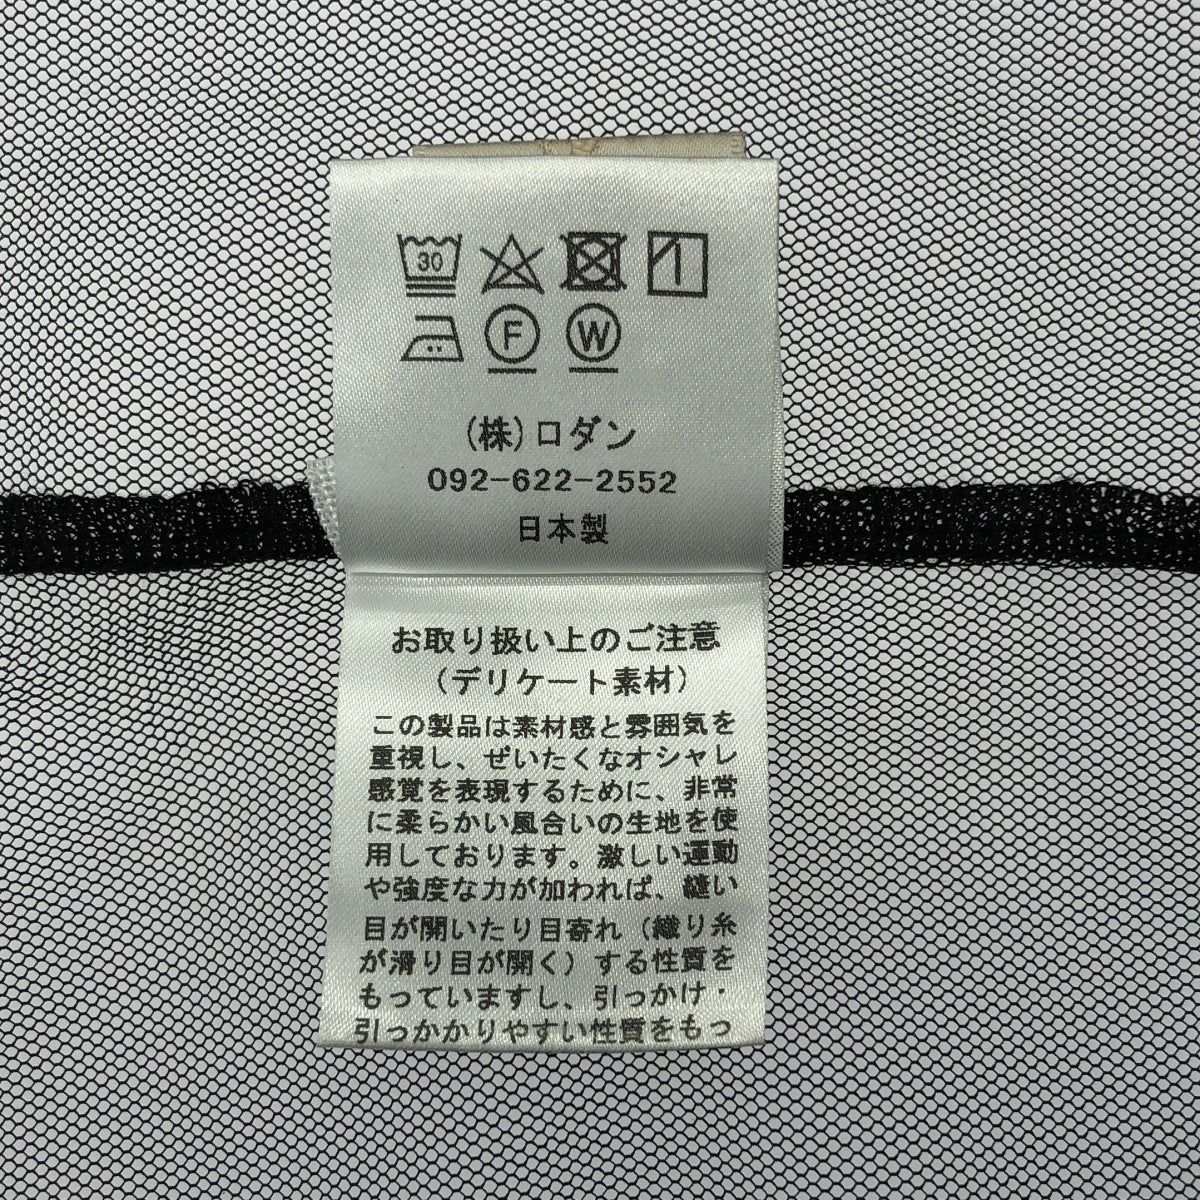 30
1
F
W
(株)ロダン
092-622-2552
日本製
お取り扱い上のご注意
(デリケート素材)
この製品は素材感と雰囲気を
重視し、ぜいたくなオシャレ
感覚を表現するために、非常
に柔らかい風合いの生地を使
用しております。激しい運動
や強度な力が加われば、縫い
目が開いたり目寄れ(織り糸
が滑り目が開く)する性質を
もっていますし、引っかけ・
引っかかりやすい性質をもっ